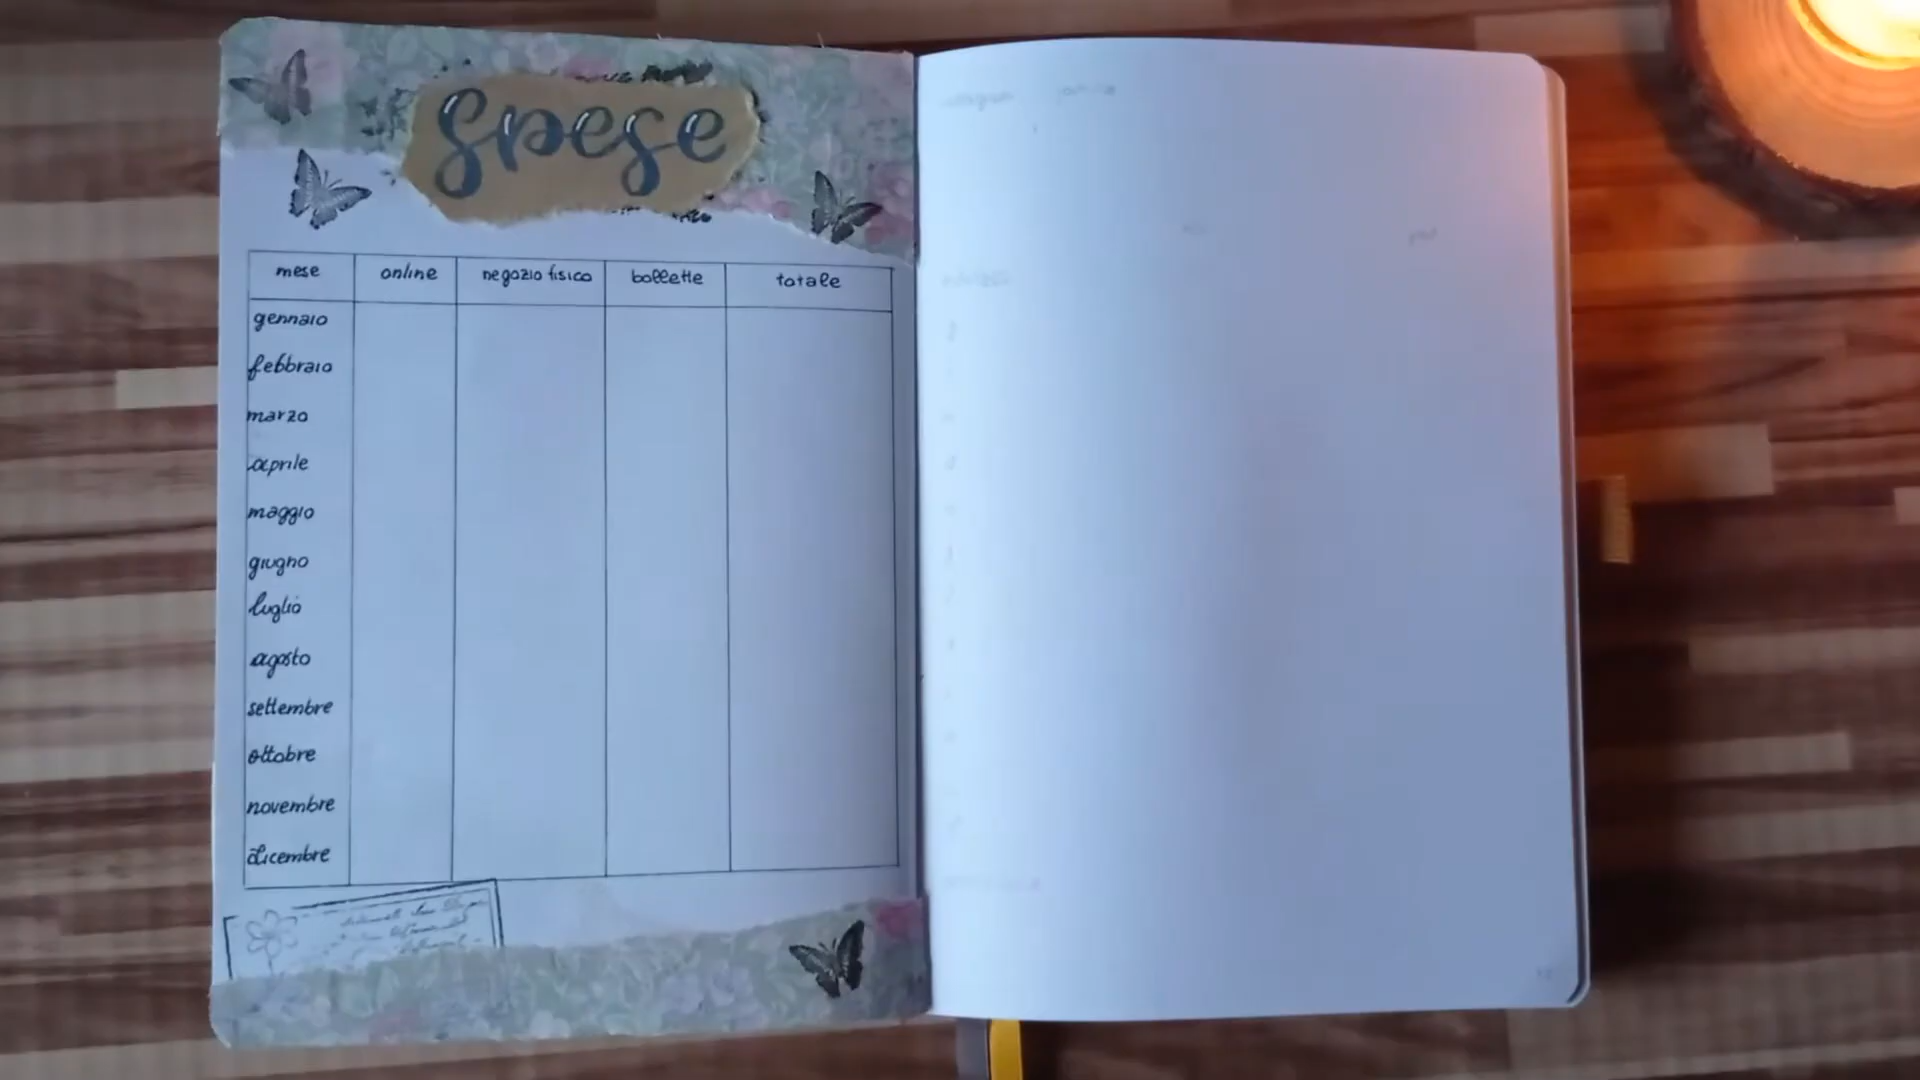 spese
mese online negozio fisico bollette totale
gennaio
febbraio
marzo
aprile
maggio
giugno
luglio
agosto
settembre
ottobre
novembre
dicembre